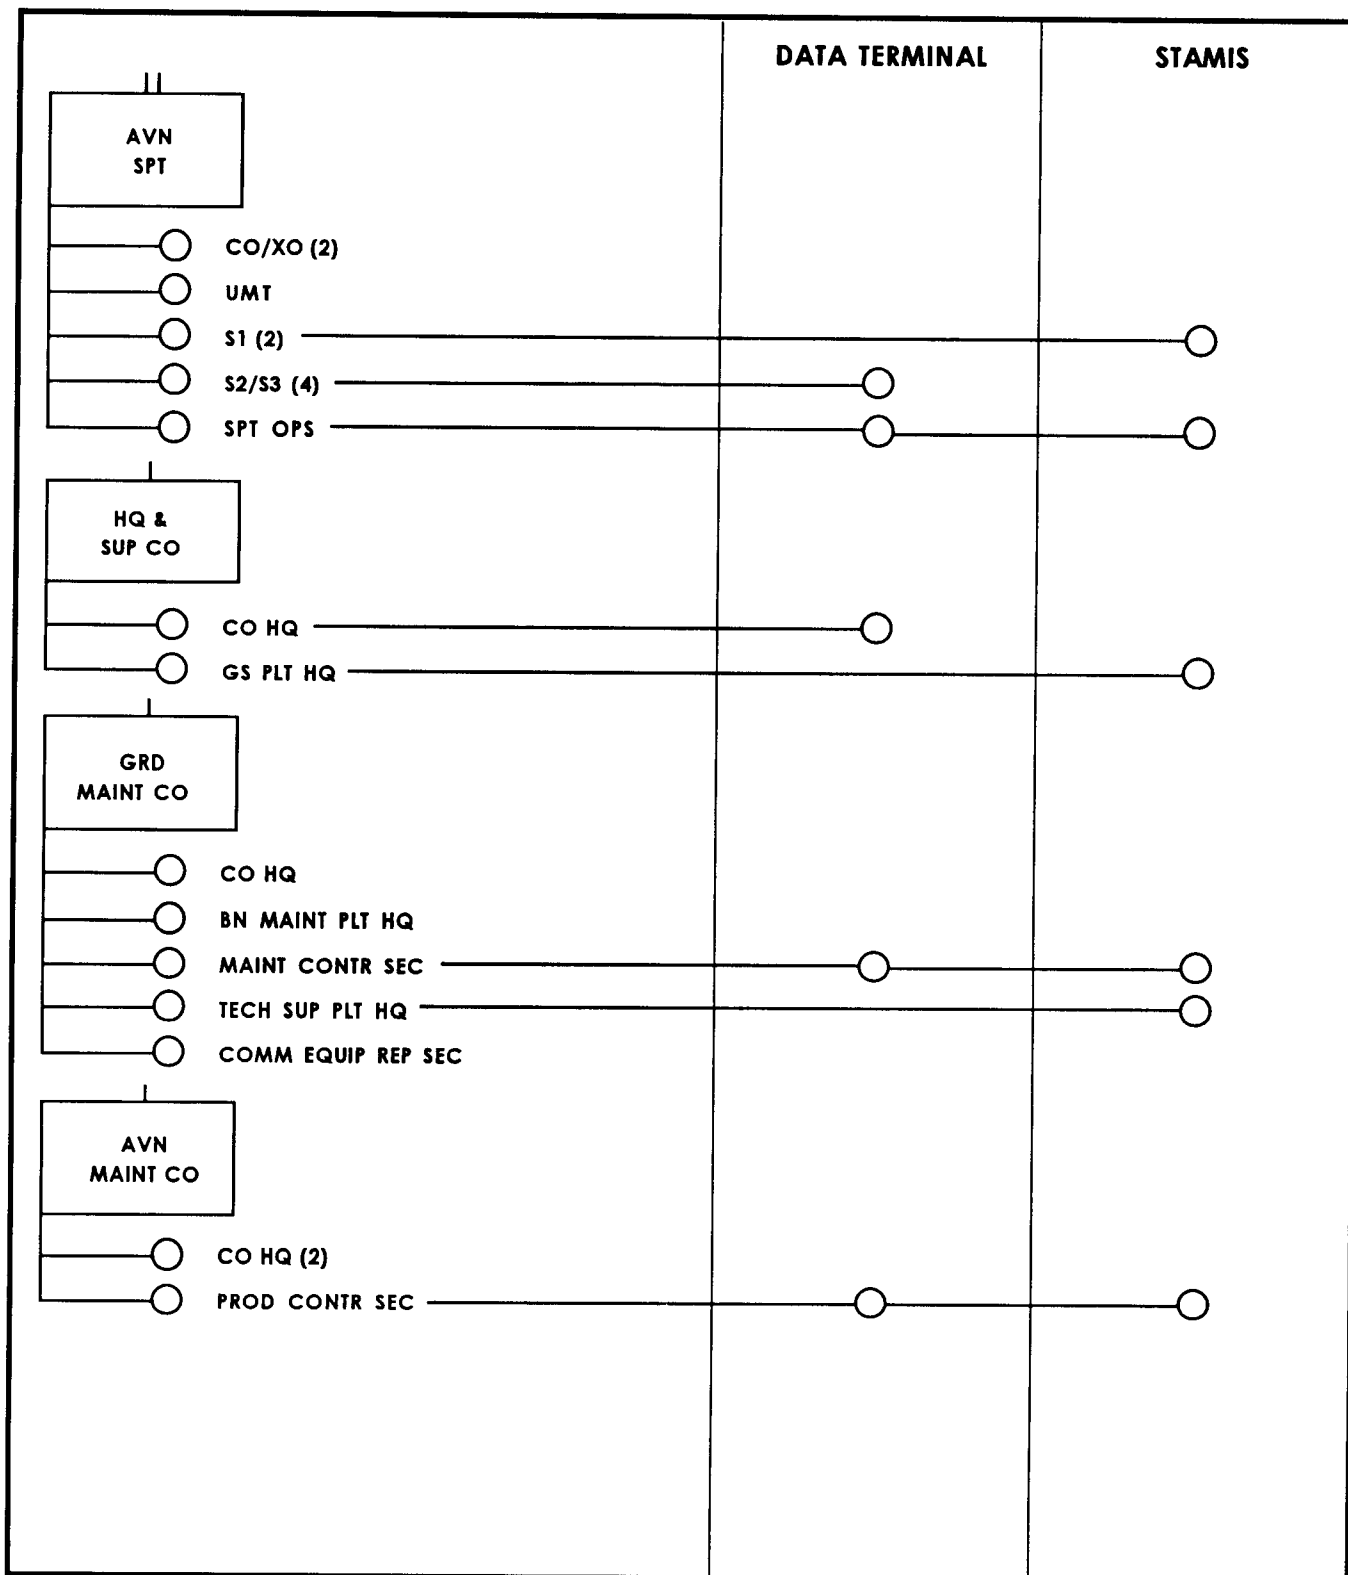 DATA TERMINAL
STAMIS
AVN
SPT
CO/XO (2)
UMT
S1 (2)
S2/S3 (4)
SPT OPS
HQ &
SUP CO
CO HQ
GS PLT HQ
GRD
MAINT CO
CO HQ
BN MAINT PLT HQ
MAINT CONTR SEC
TECH SUP PLT HQ
COMM EQUIP REP SEC
AVN
MAINT CO
CO HQ (2)
PROD CONTR SEC